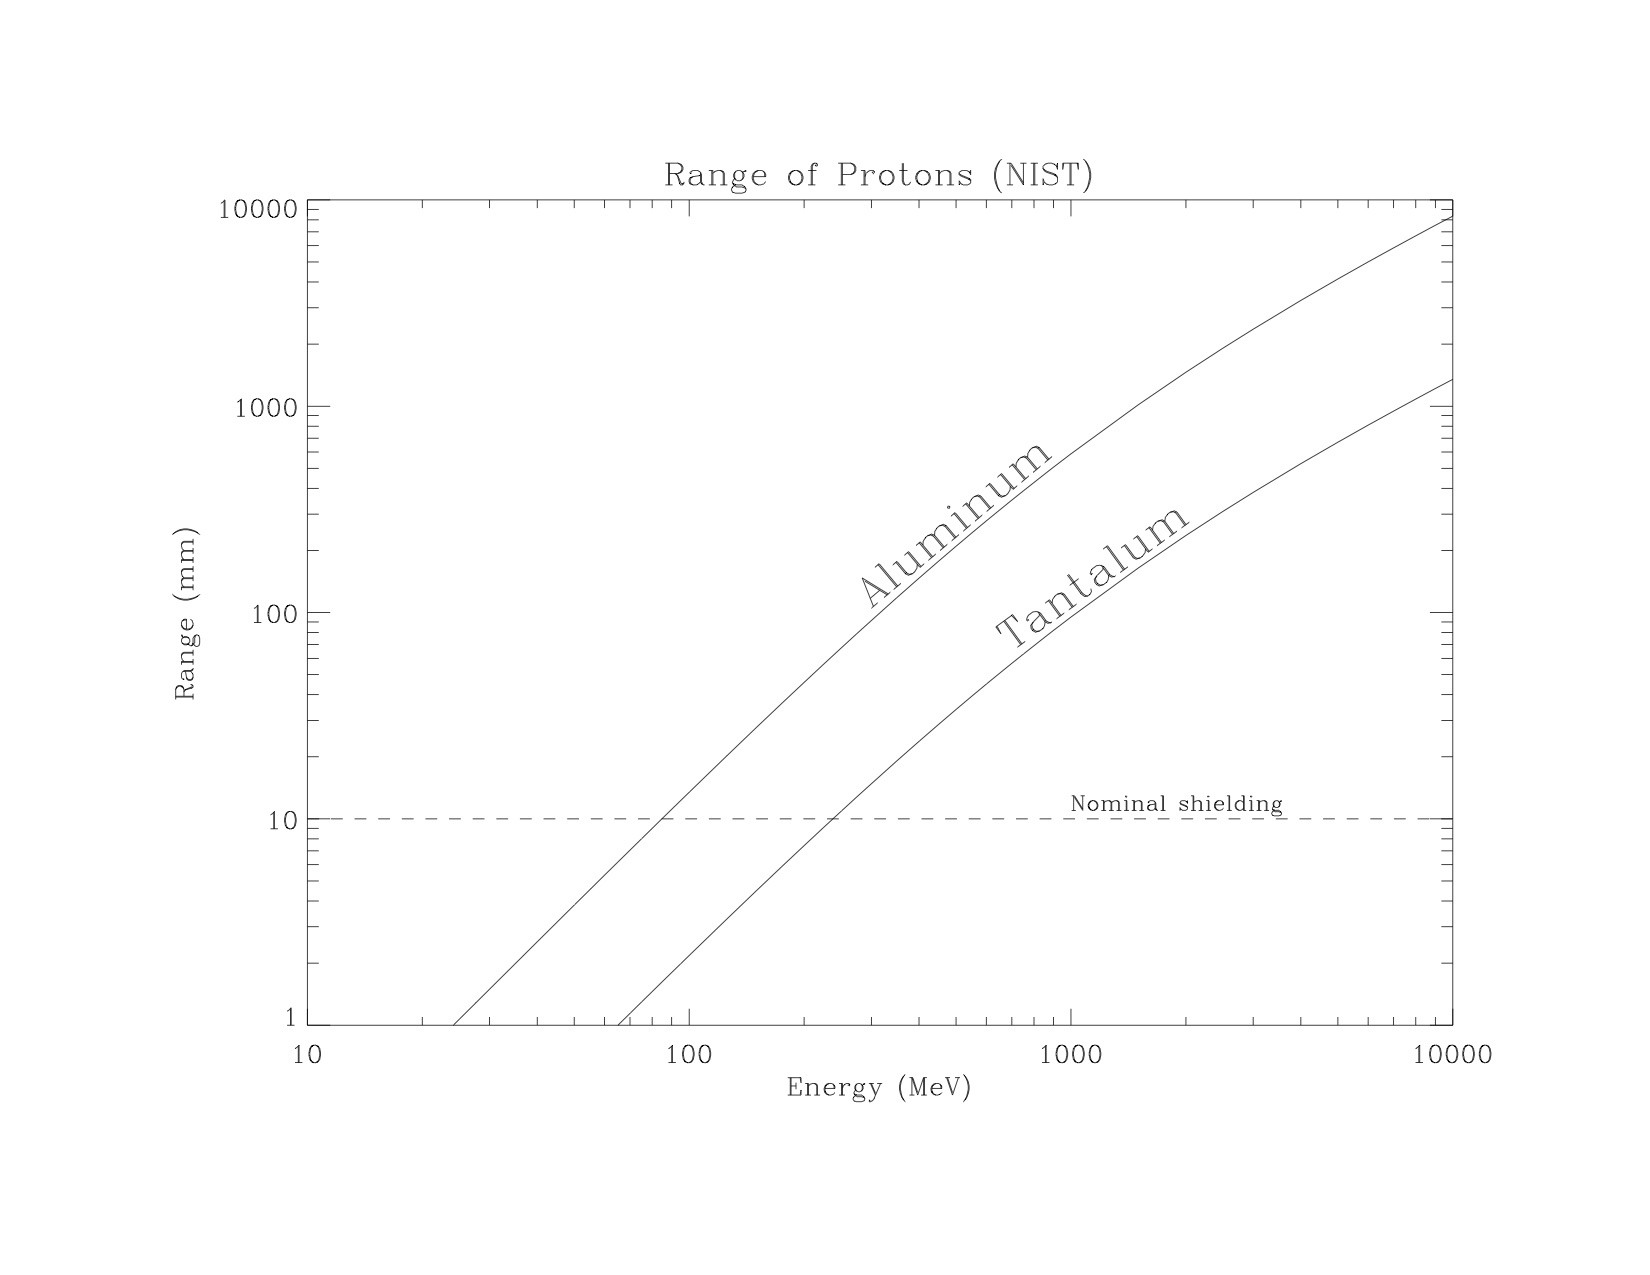 Range of Protons (NIST)
10000
1000
100
10
1
Range (mm)
Aluminum
Tantalum
Nominal shielding
10 100 1000 10000
Energy (MeV)